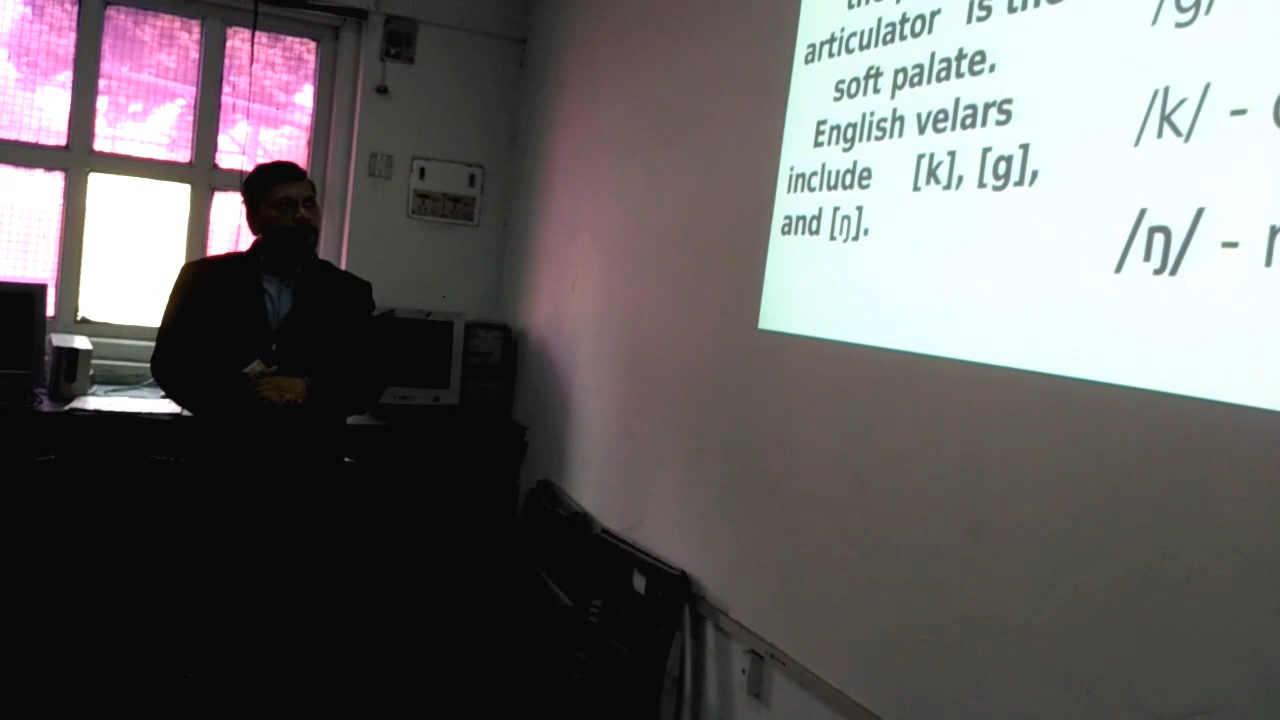 articulator is the
soft palate.
English velars
include [k], [g],
and [ŋ].
/g/
/k/ -
/ŋ/ -